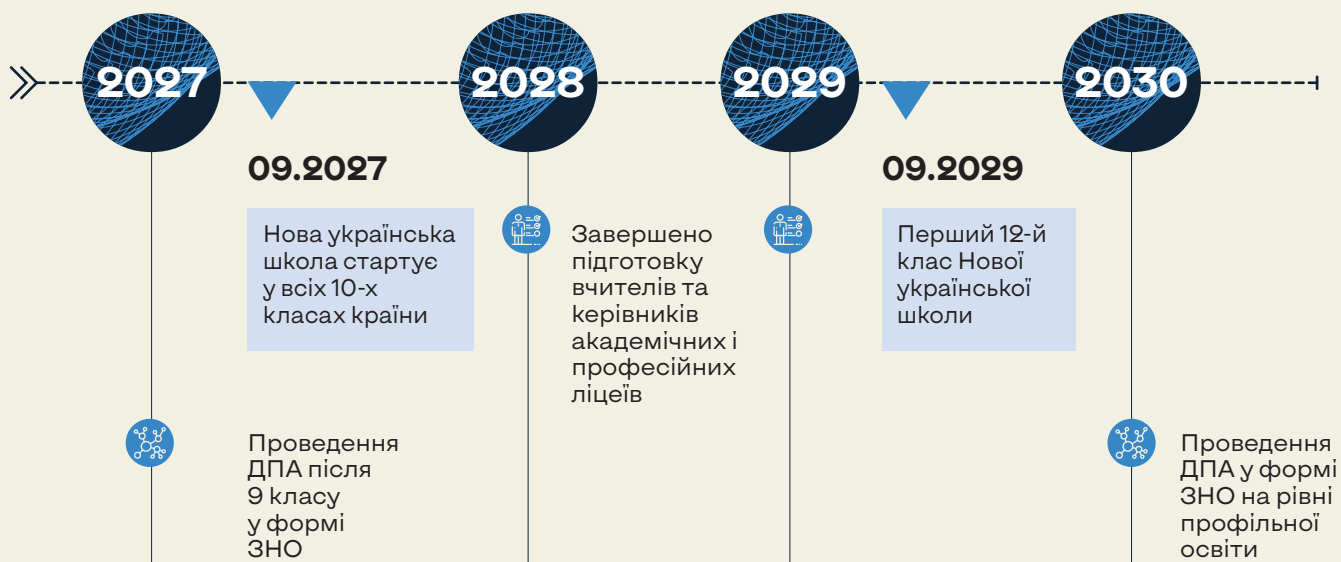 2027
2028
2029
2030
09.2027
Нова українська
школа стартує
у всіх 10-х
класах країни
Завершено
підготовку
вчителів та
керівників
академічних і
професійних
ліцеїв
09.2029
Перший 12-й
клас Нової
української
школи
Проведення
ДПА після
9 класу
у формі
ЗНО
Проведення
ДПА у формі
ЗНО на рівні
профільної
освіти